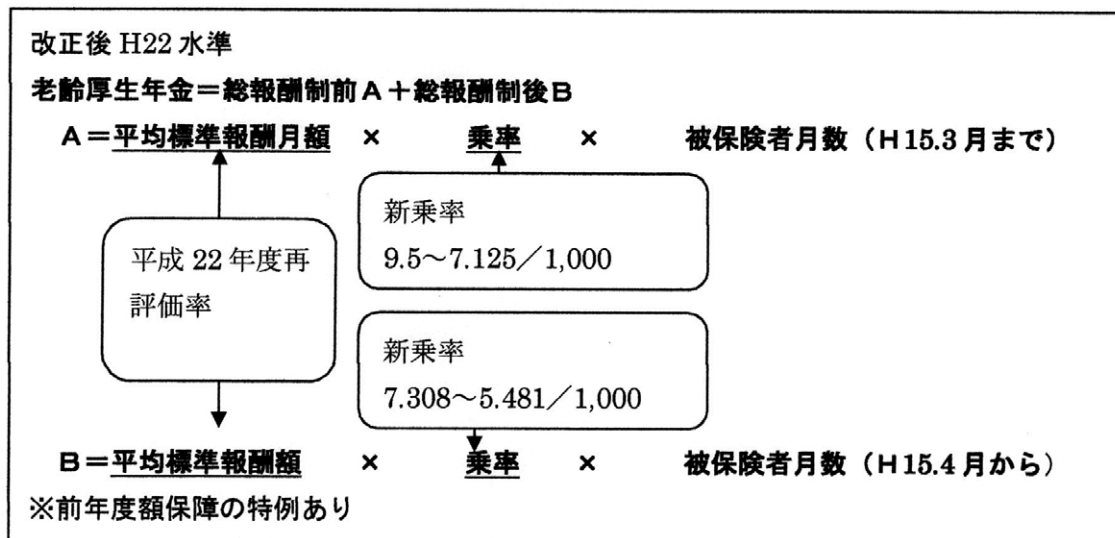 改正後 H22 水準
老齢厚生年金＝総報酬制前Ａ＋総報酬制後Ｂ
Ａ＝平均標準報酬月額 × 乗率 × 被保険者月数（Ｈ15.3 月まで）
新乗率
9.5～7.125／1,000
平成 22 年度再
評価率
新乗率
7.308～5.481／1,000
Ｂ＝平均標準報酬額 × 乗率 × 被保険者月数（Ｈ15.4 月から）
※前年度額保障の特例あり